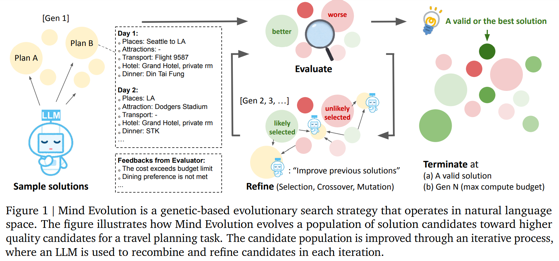 [Gen 1]
Plan A
Plan B
LLM
Sample solutions
Day 1:
Places: Seattle to LA
Attractions: -
Transport: Flight 9587
Hotel: Grand Hotel, private rm
Dinner: Din Tai Fung
Day 2:
Places: LA
Attraction: Dodgers Stadium
Transport: -
Hotel: Grand Hotel, private rm
Dinner: STK
...
Feedbacks from Evaluator:
The cost exceeds budget limit
Dining preference is not met
...
better
worse
Evaluate
[Gen 2, 3, ...]
likely
selected
unlikely
selected
: "Improve previous solutions"
Refine (Selection, Crossover, Mutation)
A valid or the best solution
Terminate at
(a) A valid solution
(b) Gen N (max compute budget)
Figure 1 | Mind Evolution is a genetic-based evolutionary search strategy that operates in natural language
space. The figure illustrates how Mind Evolution evolves a population of solution candidates toward higher
quality candidates for a travel planning task. The candidate population is improved through an iterative process,
where an LLM is used to recombine and refine candidates in each iteration.